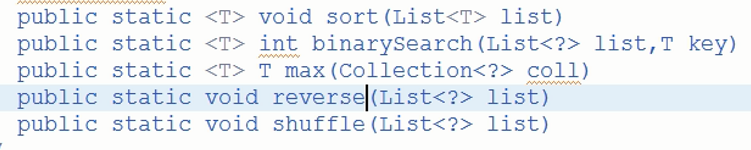 public static <T> void sort(List<T> list)
public static <T> int binarySearch(List<?> list,T key)
public static <T> T max(Collection<?> coll)
public static void reverse(List<?> list)
public static void shuffle(List<?> list)